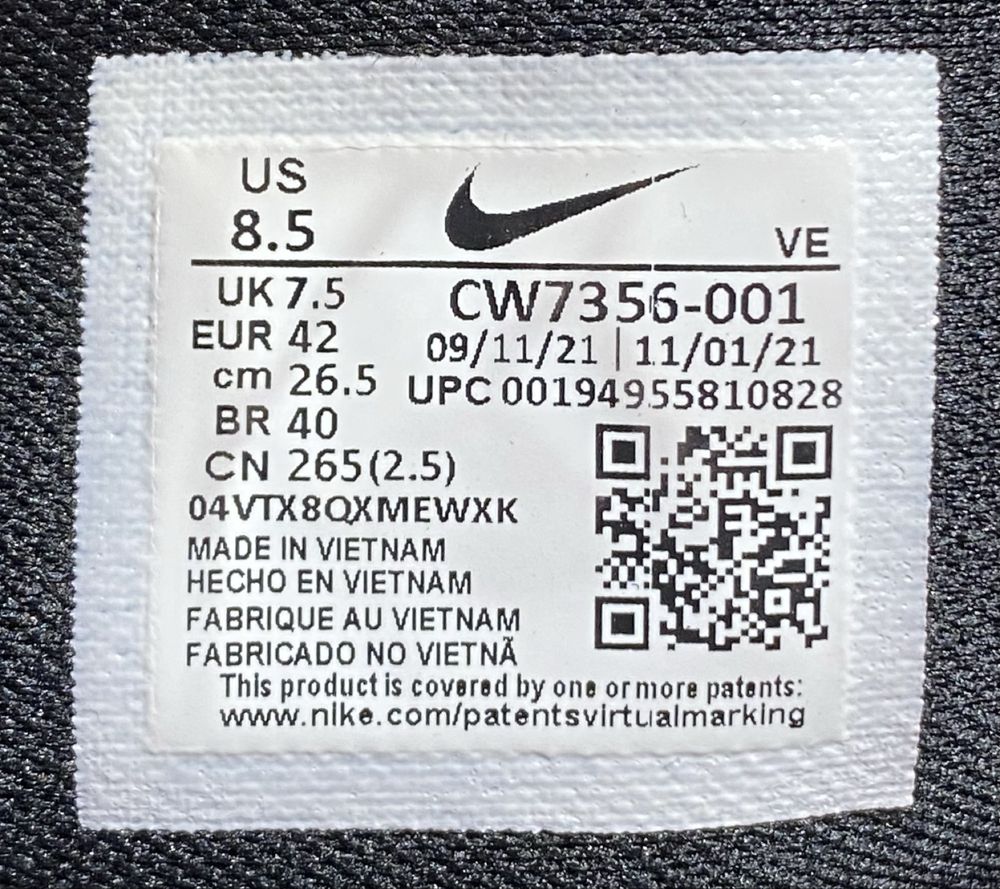 US
8.5
VE
UK 7.5
EUR 42
cm 26.5
BR 40
CN 265(2.5)
CW7356-001
09/11/21 | 11/01/21
UPC 00194955810828
04VTX8QXMEWXK
MADE IN VIETNAM
HECHO EN VIETNAM
FABRIQUE AU VIETNAM
FABRICADO NO VIETNÃ
This product is covered by one or more patents:
www.nike.com/patentsvirtualmarking